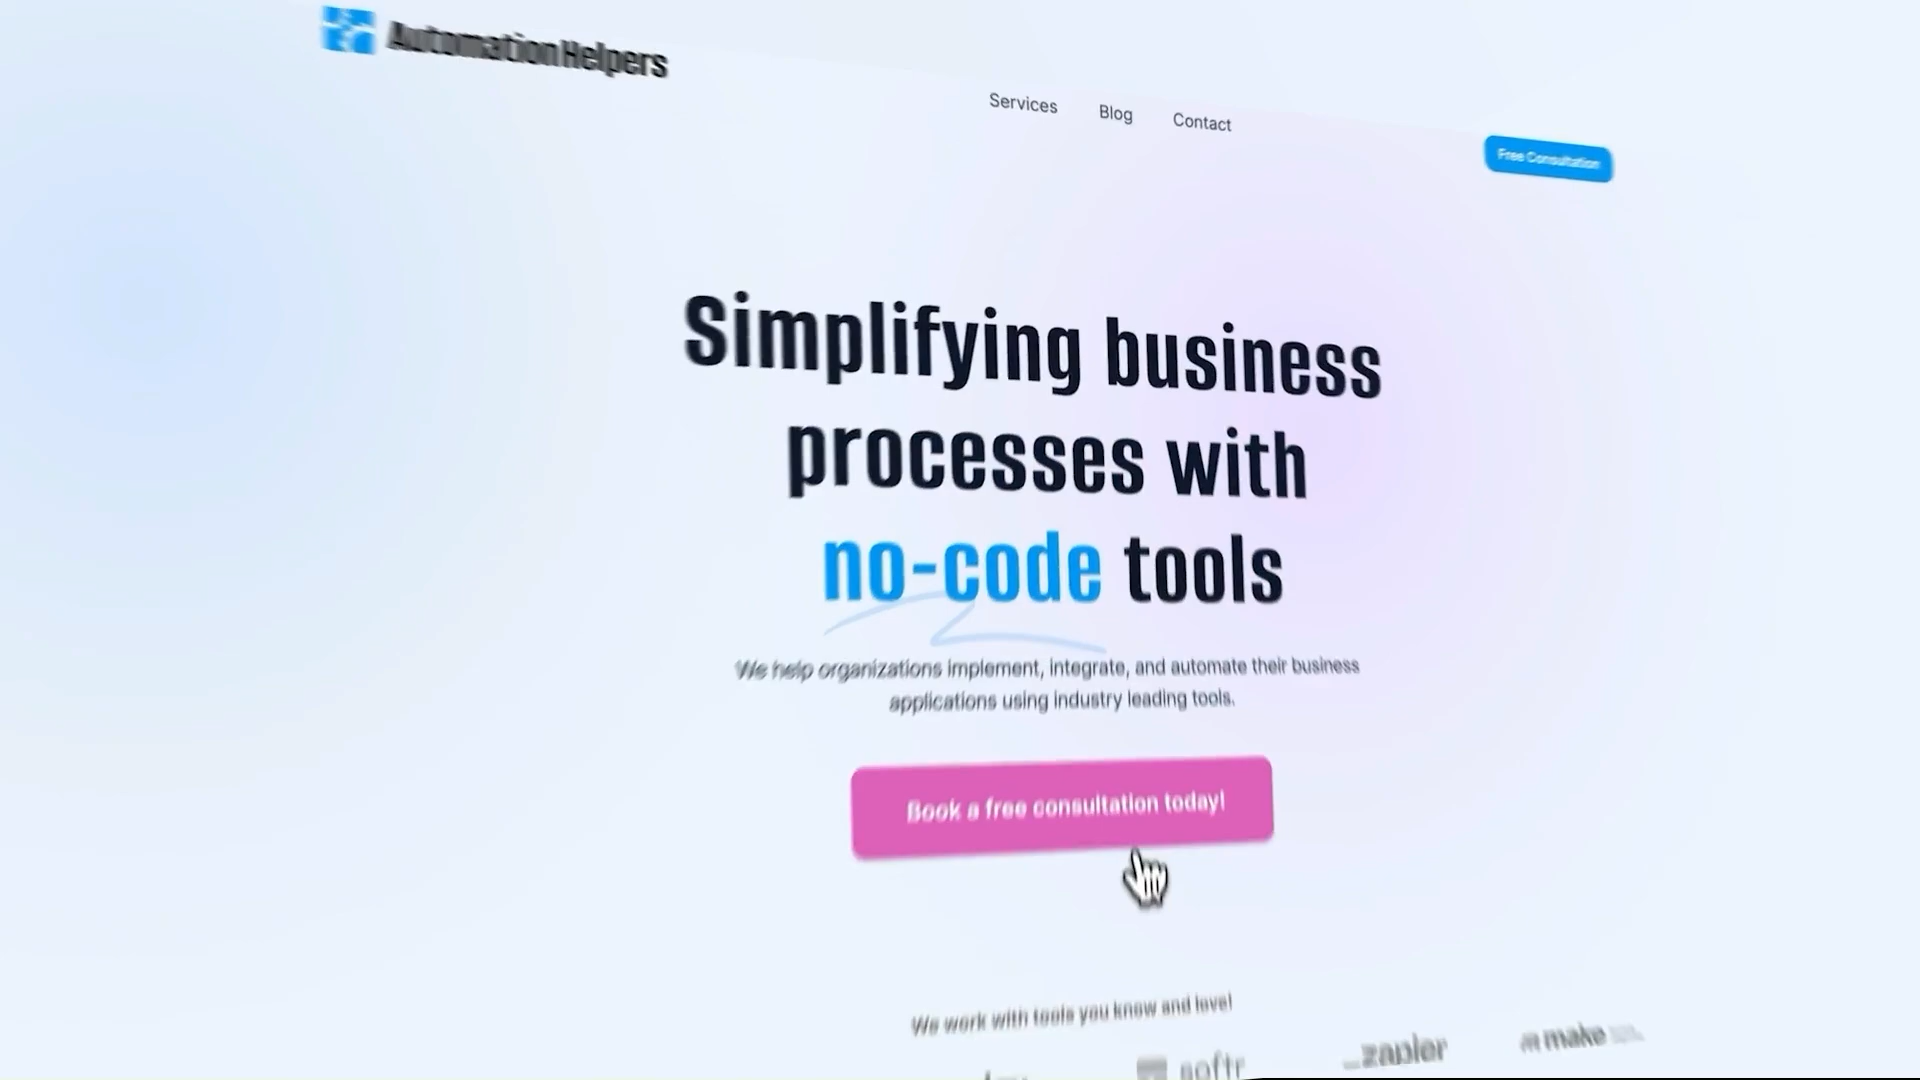 AutomationHelpers
Services Blog Contact
Free Consultation
Simplifying business
processes with
no-code tools
We help organizations implement, integrate, and automate their business
applications using industry leading tools.
Book a free consultation today!
We work with tools you know and love!
softr zapier make